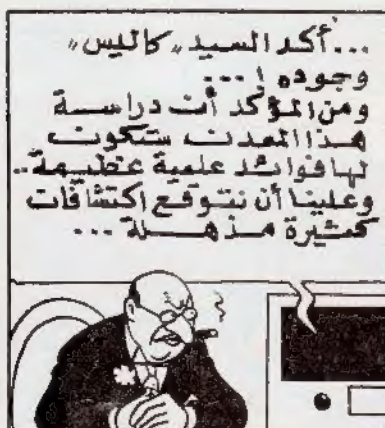 ...أكد السيد „ كاليس „
وجوده !...
ومن المؤكد أن دراسة
هذا المعدن ستكون
لها فوائد علمية عظيمة..
وعلينا أن نتوقع اكتشافات
كثيرة مذهلة ...